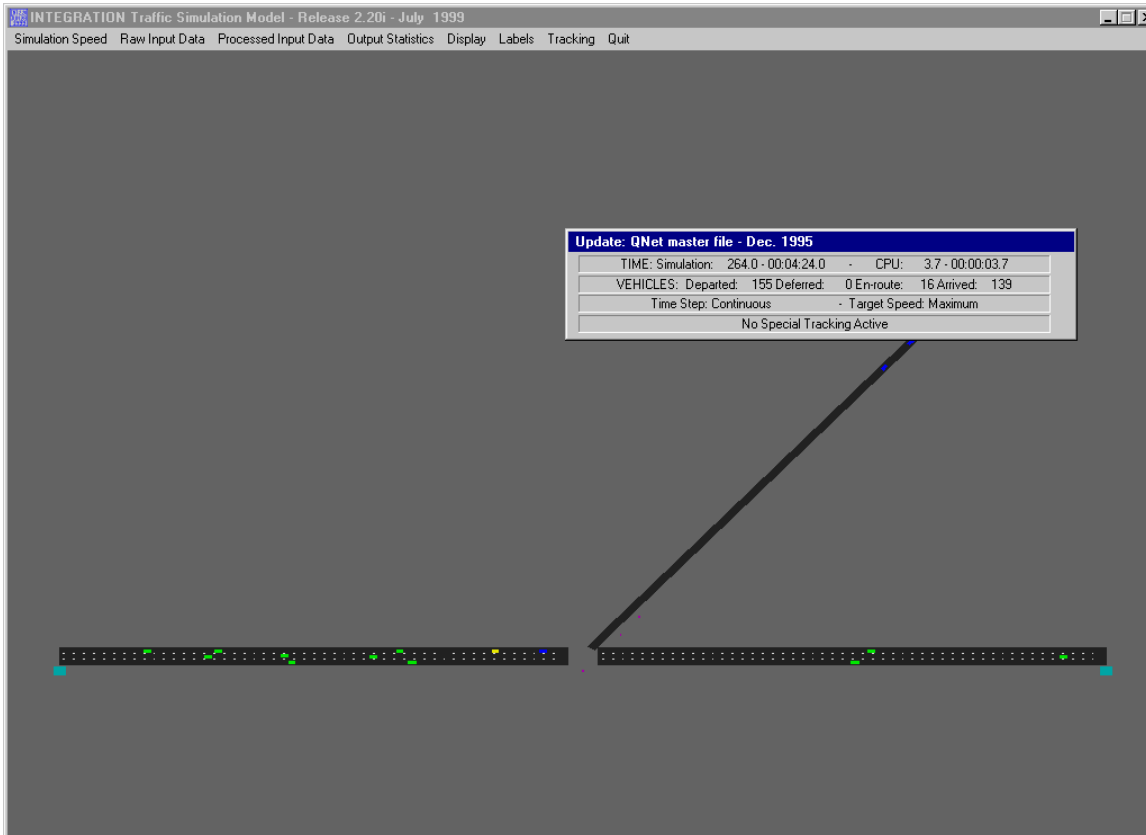 INTEGRATION Traffic Simulation Model - Release 2.20i - July 1999
Simulation Speed Raw Input Data Processed Input Data Output Statistics Display Labels Tracking Quit
Update: QNet master file - Dec. 1995
TIME: Simulation: 264.0 - 00:04:24.0 - CPU: 3.7 - 00:00:03.7
VEHICLES: Departed: 155 Deferred: 0 En-route: 16 Arrived: 139
Time Step: Continuous - Target Speed: Maximum
No Special Tracking Active